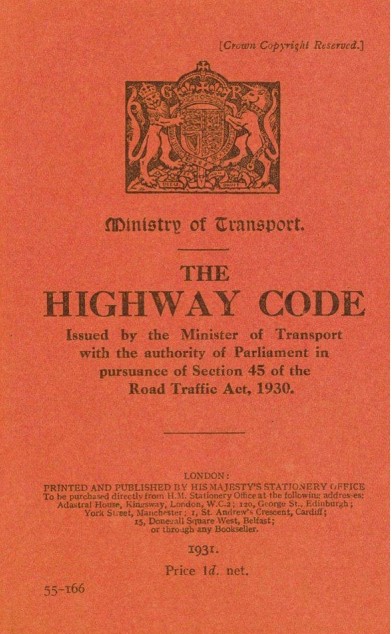 [Crown Copyright Reserved.]
G R
Ministry of Transport.
THE
HIGHWAY CODE
Issued by the Minister of Transport
with the authority of Parliament in
pursuance of Section 45 of the
Road Traffic Act, 1930.
LONDON:
PRINTED AND PUBLISHED BY HIS MAJESTY'S STATIONERY OFFICE
To be purchased directly from H.M. Stationery Office at the following addresses:
Adastral House, Kingsway, London, W.C.2; 120, George St., Edinburgh;
York Street, Manchester; 1, St. Andrew's Crescent, Cardiff;
15, Donegall Square West, Belfast;
or through any Bookseller.
1931.
Price 1d. net.
55-166